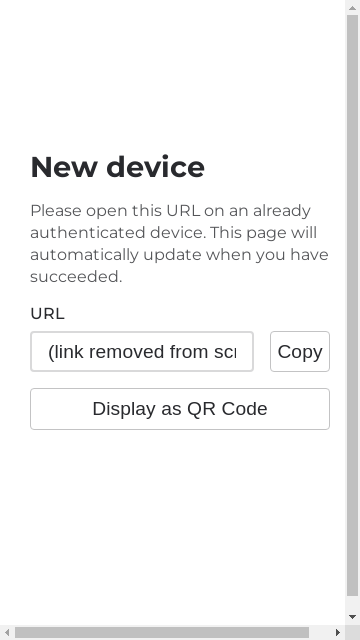 New device
Please open this URL on an already
authenticated device. This page will
automatically update when you have
succeeded.
URL
(link removed from
Copy
Display as QR Code